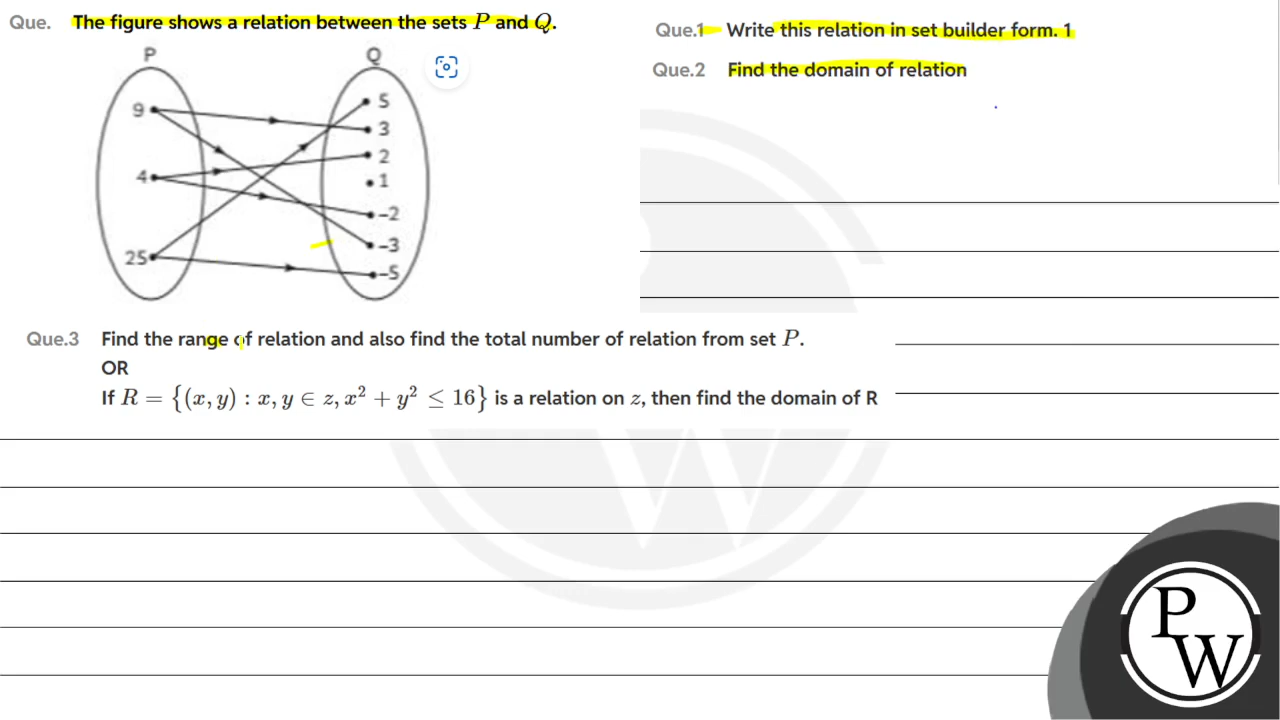 Que. The figure shows a relation between the sets P and Q.
P
Q
9
4
25
5
3
2
1
-2
-3
-5
Que.1 Write this relation in set builder form. 1
Que.2 Find the domain of relation
Que.3 Find the range of relation and also find the total number of relation from set P.
OR
If R = {(x, y) : x, y ∈ z, x² + y² ≤ 16} is a relation on z, then find the domain of R
P
W